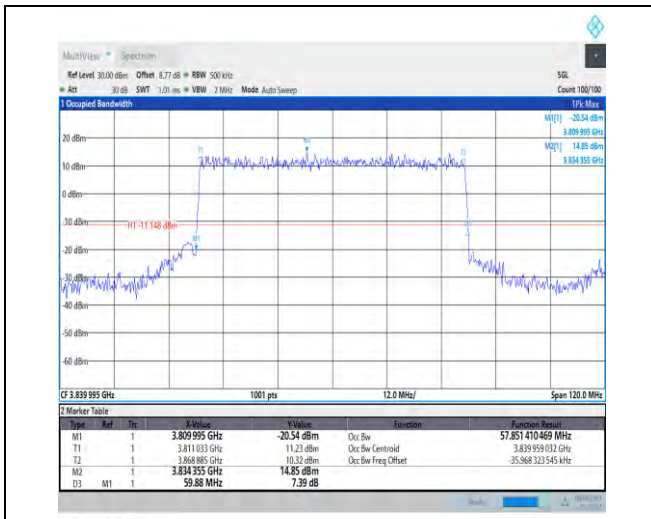 MultiView Spectrum
Ref Level 30.00 dBm Offset 8.77 dB RBW 500 kHz SGL
Att 30 dB SWT 1.01 ms VBW 2 MHz Mode Auto Sweep Count 100/100
1 Occupied Bandwidth 1Pk Max
M1[1] -20.54 dBm
3.809 995 GHz
M2[1] 14.85 dBm
3.834 355 GHz
20 dBm
10 dBm
0 dBm
-10 dBm
H1 -11.148 dBm
-20 dBm
-30 dBm
-40 dBm
-50 dBm
-60 dBm
T1
M2
T2
M1
CF 3.839 995 GHz 1001 pts 12.0 MHz/ Span 120.0 MHz
2 Marker Table
Type Ref Trc X-Value Y-Value Function Function Result
M1 1 3.809 995 GHz -20.54 dBm Occ Bw 57.851 410 469 MHz
T1 1 3.811 033 GHz 11.23 dBm Occ Bw Centroid 3.839 959 032 GHz
T2 1 3.868 885 GHz 10.32 dBm Occ Bw Freq Offset -35.968 323 545 kHz
M2 1 3.834 355 GHz 14.85 dBm
D3 M1 1 59.88 MHz 7.39 dB